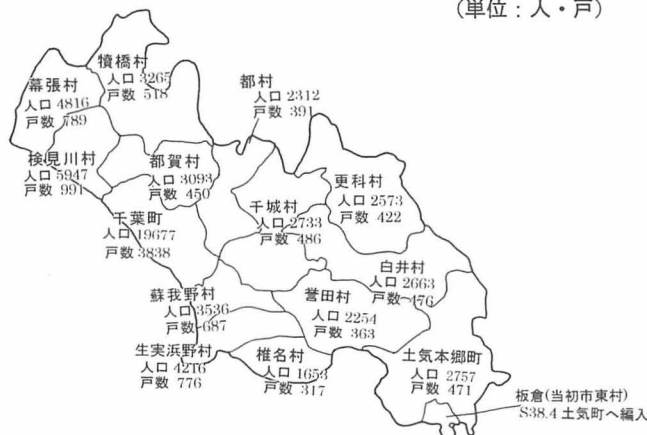 (単位：人・戸)
犢橋村
人口 3265
戸数 518
幕張村
人口 4816
戸数 789
都村
人口 2312
戸数 391
検見川村
人口 5947
戸数 991
都賀村
人口 3093
戸数 450
更科村
人口 2573
戸数 422
千葉町
人口 19677
戸数 3838
千城村
人口 2733
戸数 486
白井村
人口 2663
戸数 476
蘇我野村
人口 3536
戸数 687
誉田村
人口 2254
戸数 363
生実浜野村
人口 4216
戸数 776
椎名村
人口 1653
戸数 317
土気本郷町
人口 2757
戸数 471
板倉(当初市東村)
S38.4 土気町へ編入